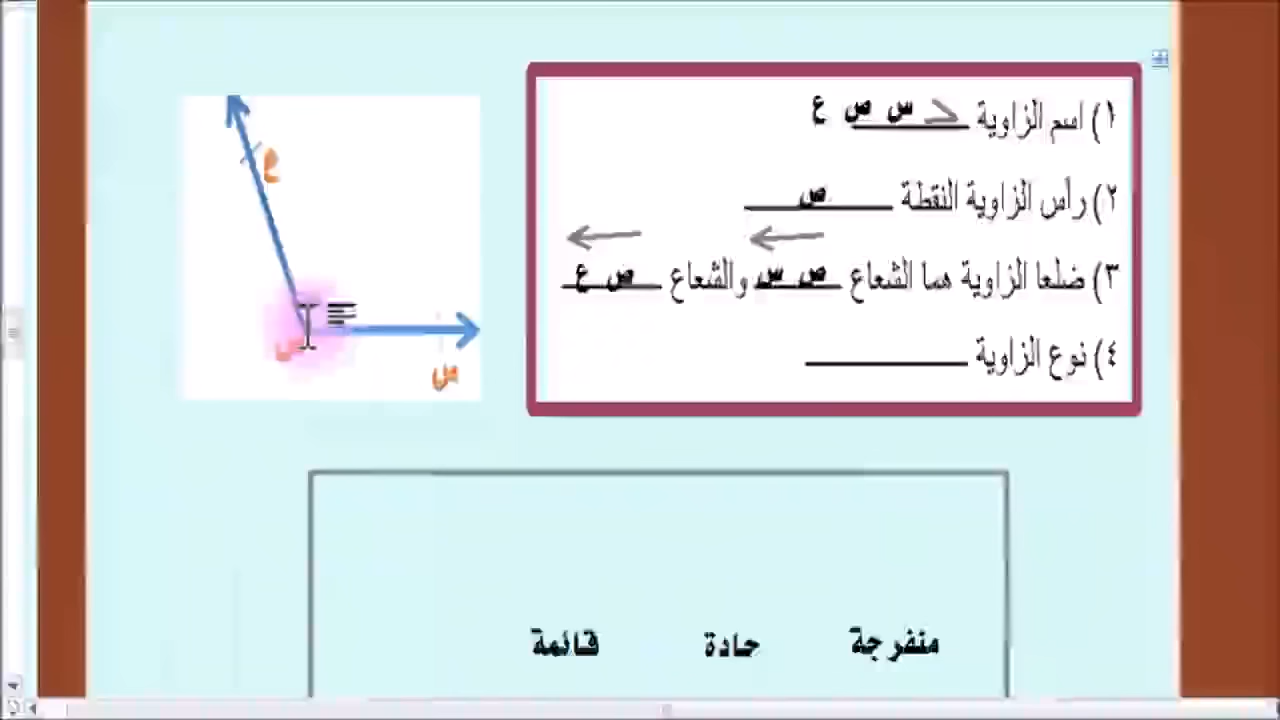 ١) اسم الزاوية > س ص ع
٢) رأس الزاوية النقطة ص
٣) ضلعا الزاوية هما الشعاع ص س والشعاع ص ع
٤) نوع الزاوية
ع
ص
س
منفرجة حادة قائمة